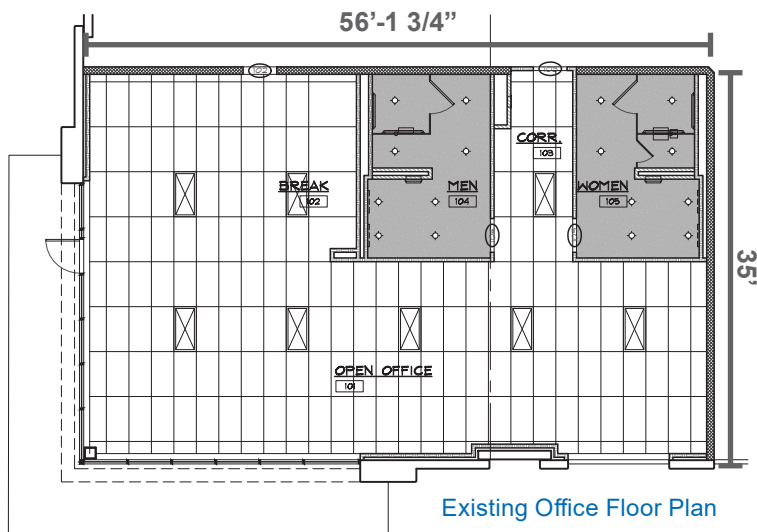 56’-1 3/4”
CORR.
103
BREAK
102
MEN
104
WOMEN
105
35’
OPEN OFFICE
101
Existing Office Floor Plan